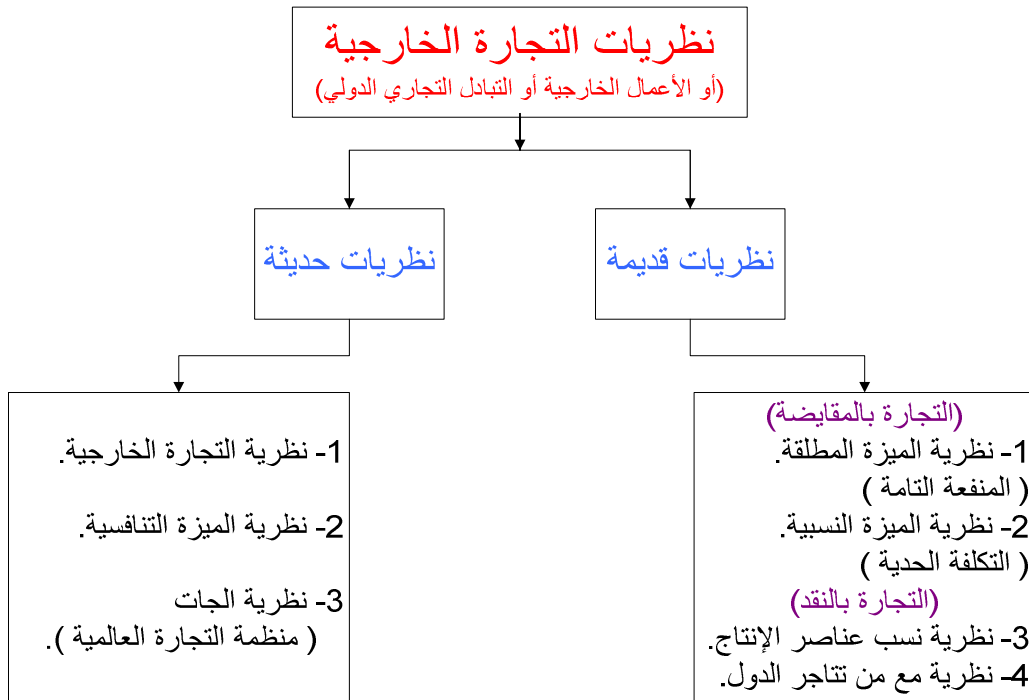 نظريات التجارة الخارجية
(أو الأعمال الخارجية أو التبادل التجاري الدولي)
نظريات قديمة
نظريات حديثة
(التجارة بالمقايضة)
1- نظرية الميزة المطلقة.
( المنفعة التامة )
2- نظرية الميزة النسبية.
( التكلفة الحدية )
(التجارة بالنقد)
3- نظرية نسب عناصر الإنتاج.
4- نظرية مع من تتاجر الدول.
1- نظرية التجارة الخارجية.
2- نظرية الميزة التنافسية.
3- نظرية الجات
( منظمة التجارة العالمية ).